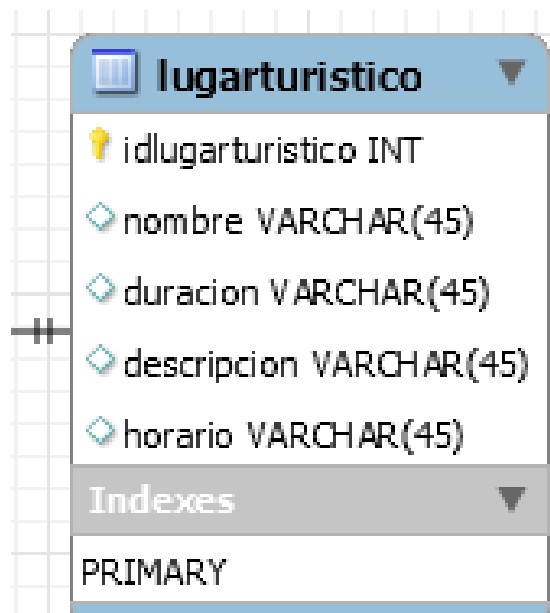 lugarturistico
idlugarturistico INT
nombre VARCHAR(45)
duracion VARCHAR(45)
descripcion VARCHAR(45)
horario VARCHAR(45)
Indexes
PRIMARY